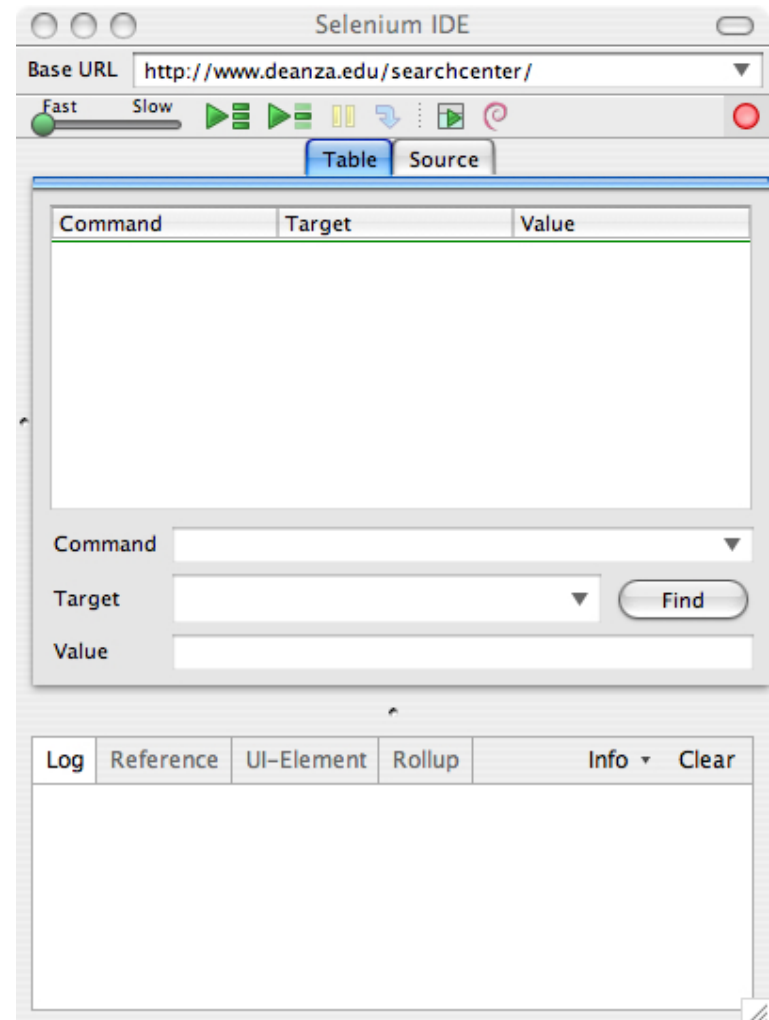 Selenium IDE
Base URL http://www.deanza.edu/searchcenter/
Fast Slow
Table Source
Command Target Value
Command
Target Find
Value
Log Reference UI-Element Rollup Info Clear